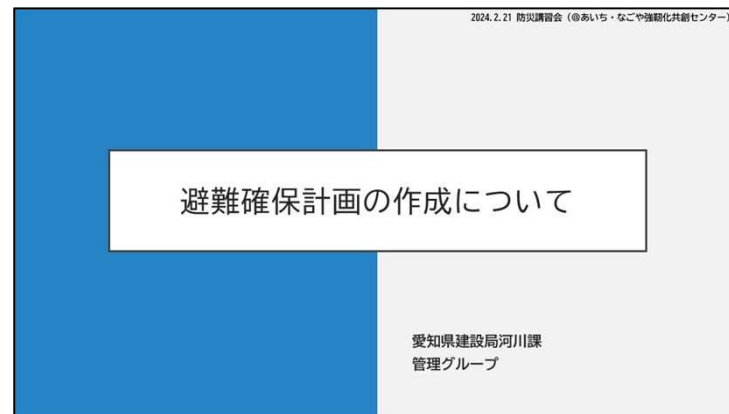 2024.2.21 防災講習会（＠あいち・なごや強靭化共創センター）
避難確保計画の作成について
愛知県建設局河川課
管理グループ